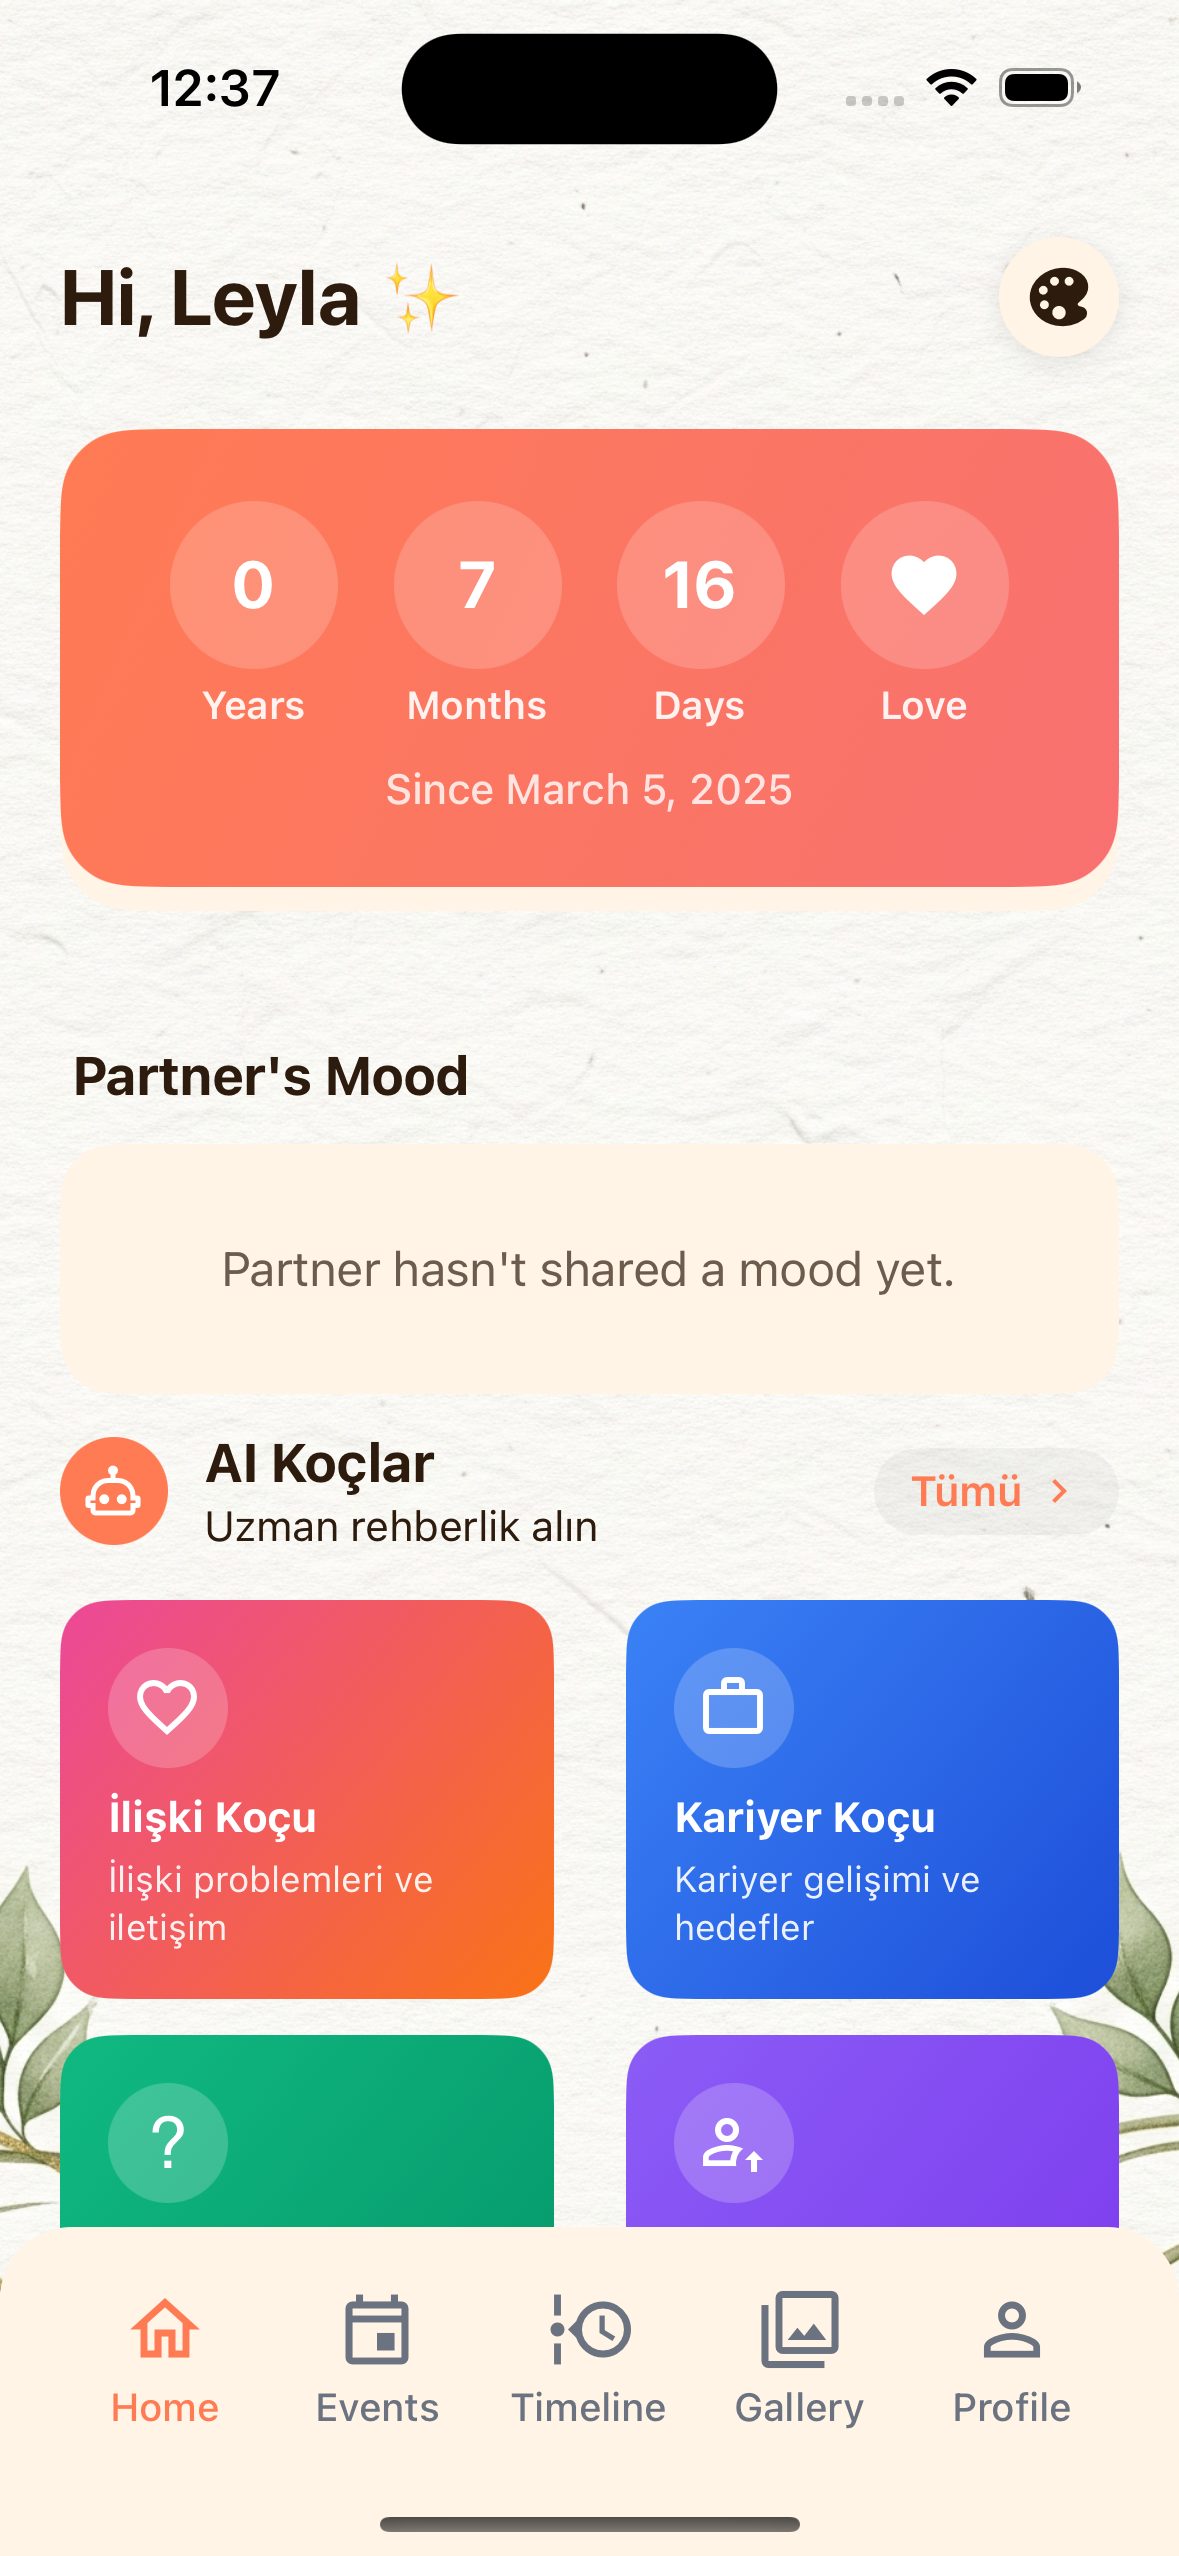 12:37
Hi, Leyla ✨
0
7
16
Years
Months
Days
Love
Since March 5, 2025
Partner's Mood
Partner hasn't shared a mood yet.
AI Koçlar
Uzman rehberlik alın
Tümü
İlişki Koçu
İlişki problemleri ve
iletişim
Kariyer Koçu
Kariyer gelişimi ve
hedefler
?
Home
Events
Timeline
Gallery
Profile